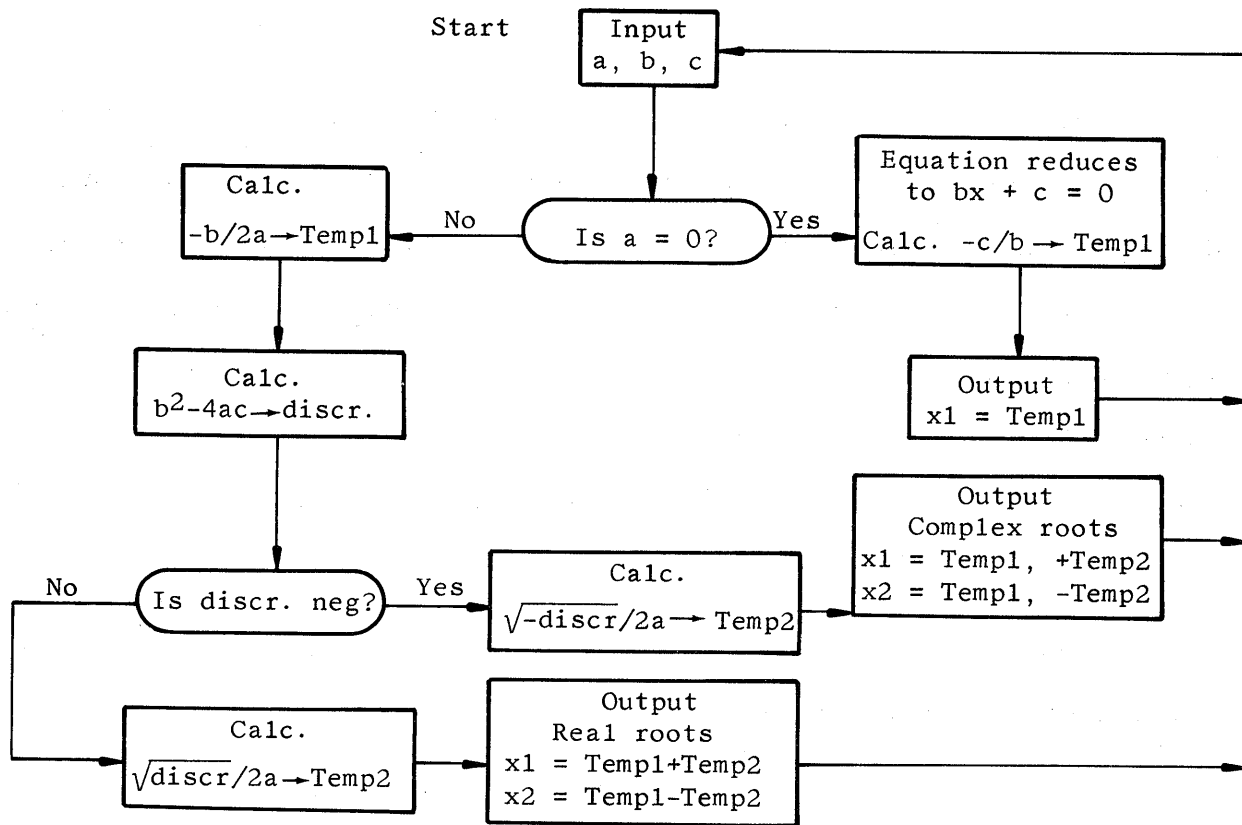 Start
Input
a, b, c
Calc.
-b/2a→Temp1
No
Is a = 0?
Yes
Equation reduces
to bx + c = 0
Calc. -c/b → Temp1
Calc.
b²-4ac→discr.
Output
x1 = Temp1
No
Is discr. neg?
Yes
Calc.
√-discr/2a→ Temp2
Output
Complex roots
x1 = Temp1, +Temp2
x2 = Temp1, -Temp2
Calc.
√discr/2a→Temp2
Output
Real roots
x1 = Temp1+Temp2
x2 = Temp1-Temp2